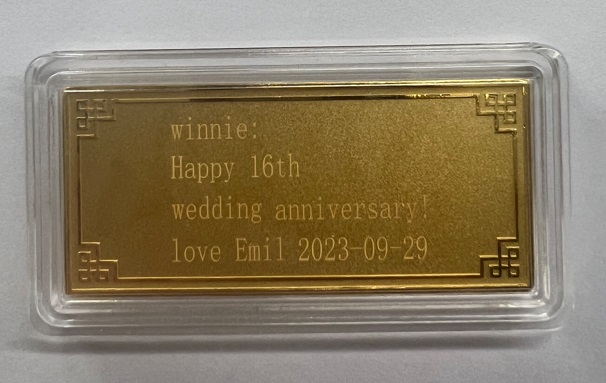 winnie:
Happy 16th
wedding anniversary!
love Emil 2023-09-29